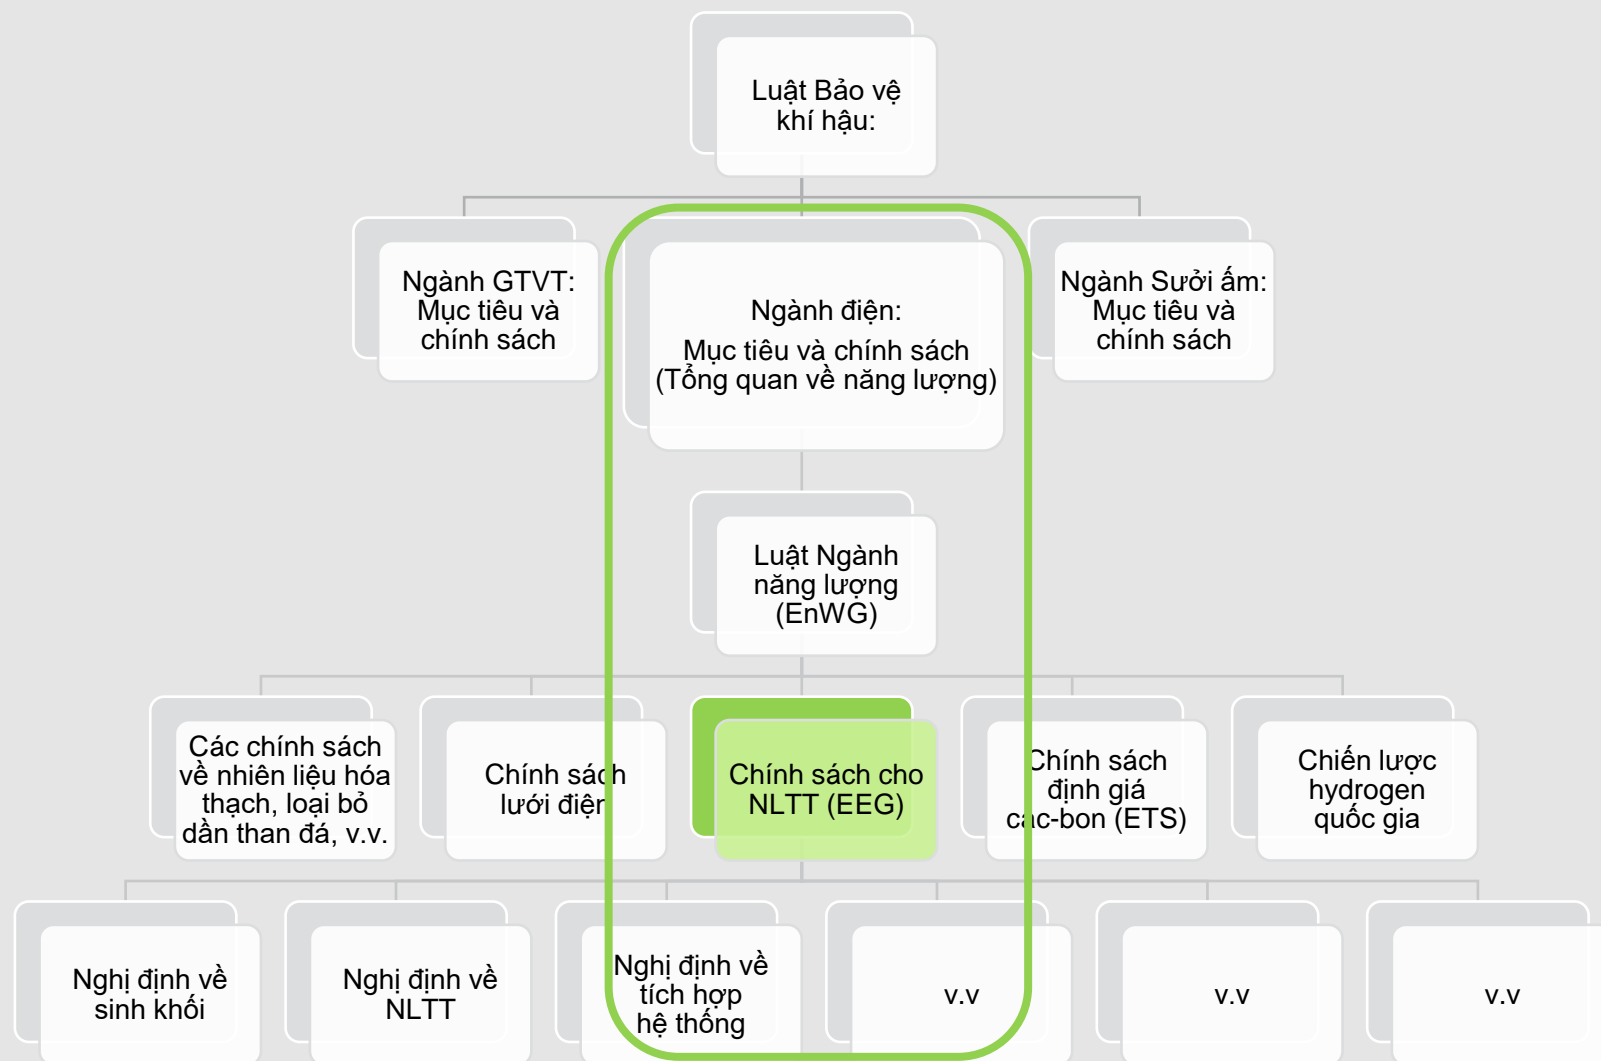 Luật Bảo vệ
khí hậu:
Ngành GTVT:
Mục tiêu và
chính sách
Ngành điện:
Mục tiêu và chính sách
(Tổng quan về năng lượng)
Ngành Sưởi ấm:
Mục tiêu và
chính sách
Luật Ngành
năng lượng
(EnWG)
Các chính sách
về nhiên liệu hóa
thạch, loại bỏ
dần than đá, v.v.
Chính sách
lưới điện
Chính sách cho
NLTT (EEG)
Chính sách
định giá
cac-bon (ETS)
Chiến lược
hydrogen
quốc gia
Nghị định về
sinh khối
Nghị định về
NLTT
Nghị định về
tích hợp
hệ thống
v.v
v.v
v.v